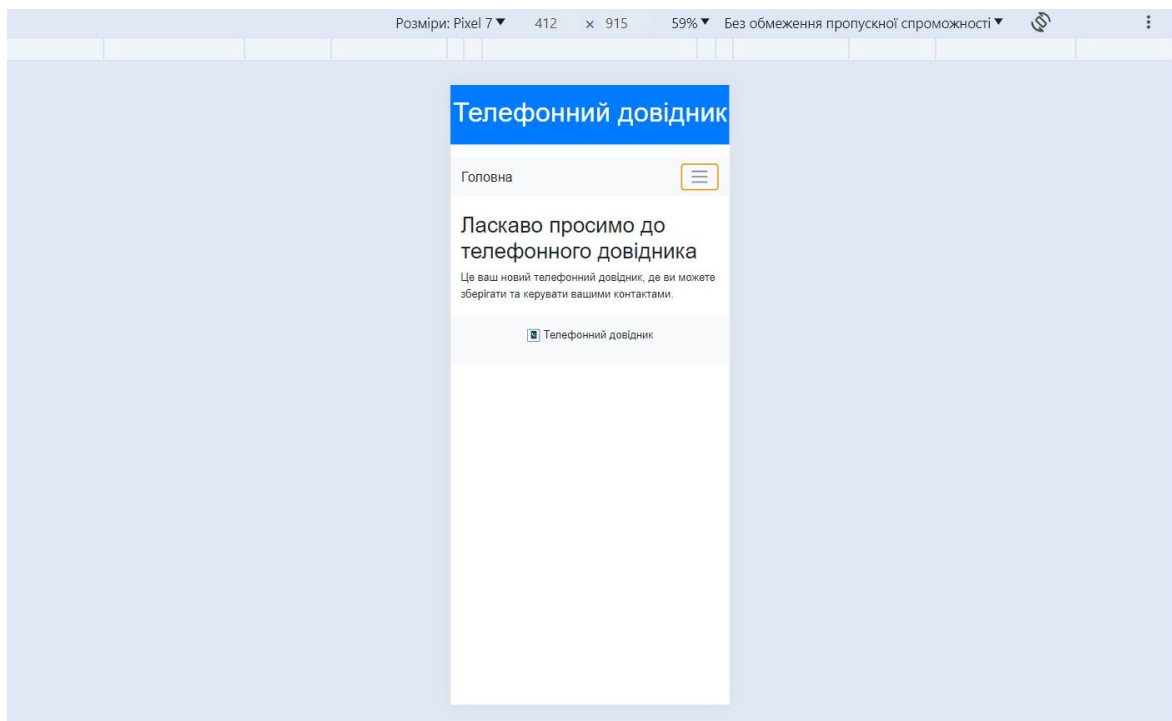 Розміри: Pixel 7 412 × 915 59% Без обмеження пропускної спроможності
Телефонний довідник
Головна
Ласкаво просимо до
телефонного довідника
Це ваш новий телефонний довідник, де ви можете
зберігати та керувати вашими контактами.
Телефонний довідник